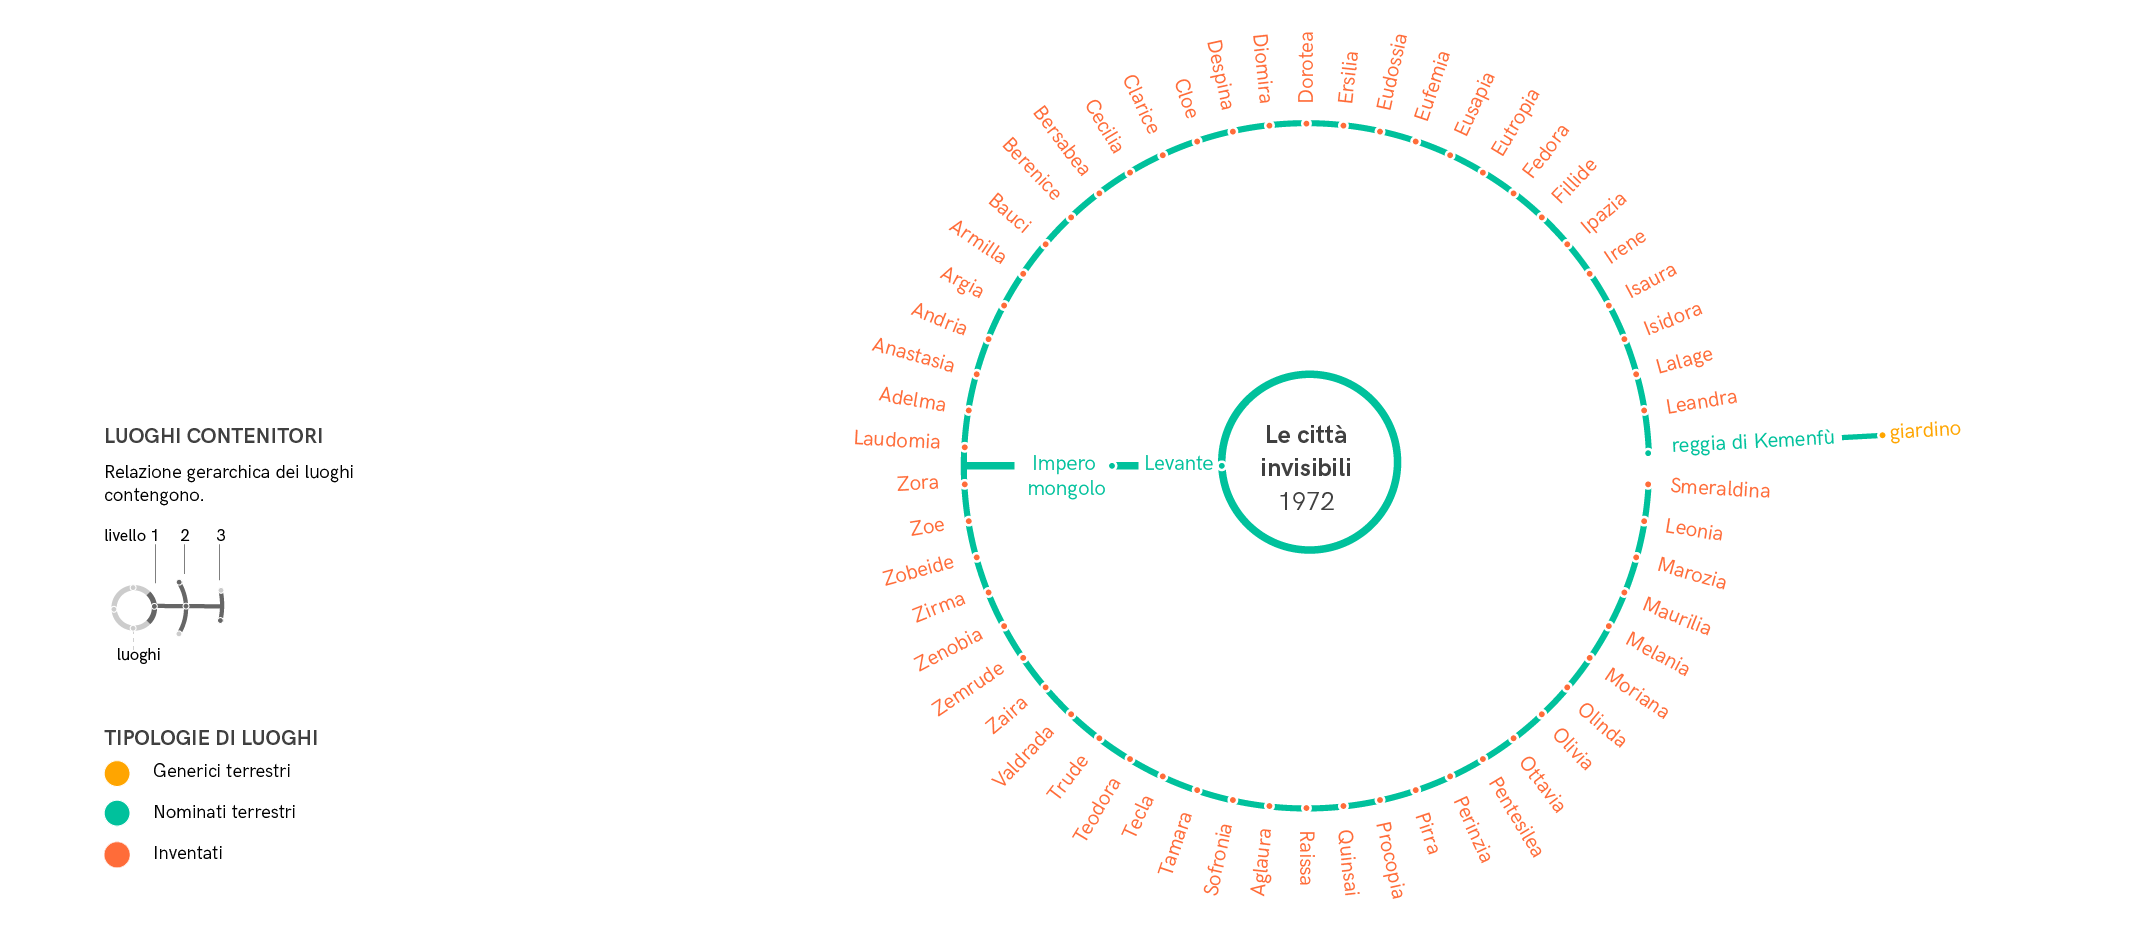 LUOGHI CONTENITORI
Relazione gerarchica dei luoghi
contengono.
livello 1 2 3
luoghi
TIPOLOGIE DI LUOGHI
Generici terrestri
Nominati terrestri
Inventati
Le città
invisibili
1972
Levante
Impero
mongolo
Laudomia
Adelma
Anastasia
Andria
Argia
Armilla
Bauci
Berenice
Bersabea
Cecilia
Clarice
Cloe
Despina
Diomira
Dorotea
Ersilia
Eudossia
Eufemia
Eusapia
Eutropia
Fedora
Fillide
Ipazia
Irene
Isaura
Isidora
Lalage
Leandra
reggia di Kemenfù
giardino
Smeraldina
Leonia
Marozia
Maurilia
Melania
Moriana
Olinda
Olivia
Ottavia
Pentesilea
Perinzia
Pirra
Procopia
Quinsai
Raissa
Aglaura
Sofronia
Tamara
Tecla
Teodora
Trude
Valdrada
Zaira
Zemrude
Zenobia
Zirma
Zobeide
Zoe
Zora